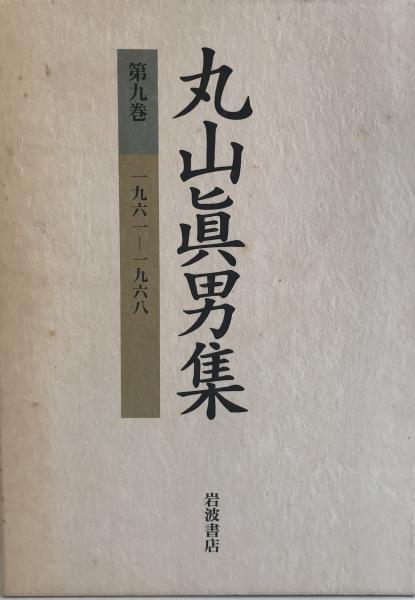 丸山眞男集
第九巻
一九六一―一九六八
岩波書店